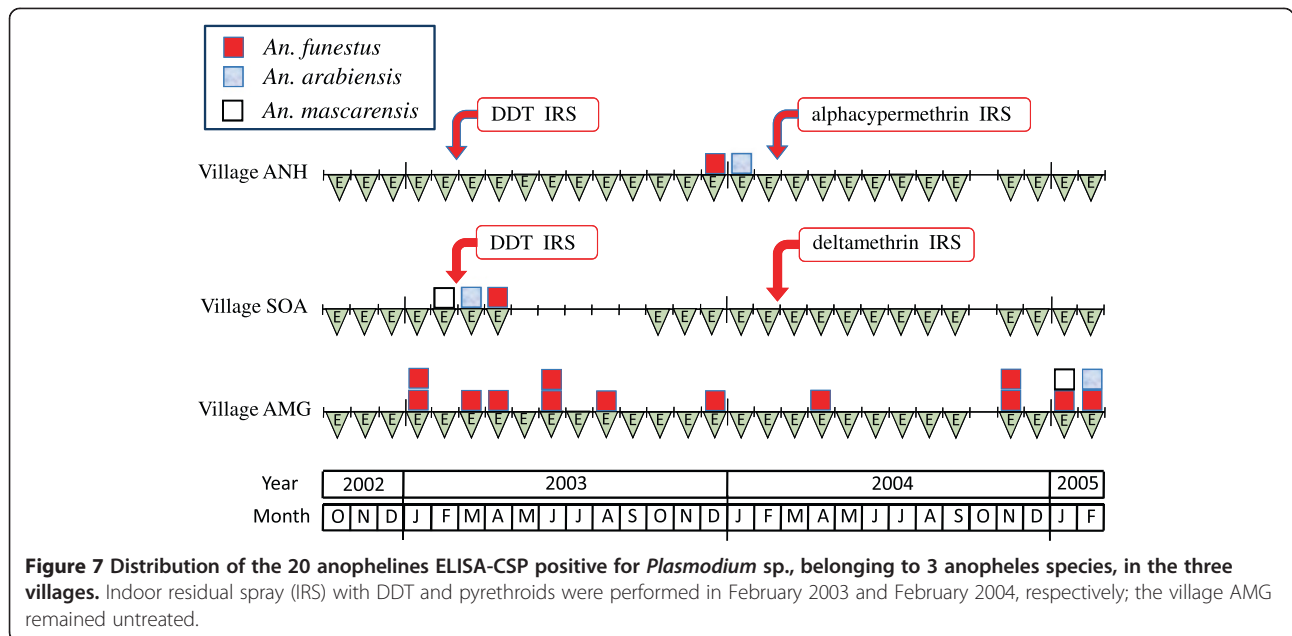 An. funestus
An. arabiensis
An. mascarensis
DDT IRS
alphacypermethrin IRS
Village ANH
E E E E E E E E E E E E E E E E E E E E E E E E E E E E
DDT IRS
deltamethrin IRS
Village SOA
E E E E E E E E E E E E E E E E E E E E E E E
Village AMG
E E E E E E E E E E E E E E E E E E E E E E E E E E E E
Year 2002 2003 2004 2005
Month O N D J F M A M J J A S O N D J F M A M J J A S O N D J F
Figure 7 Distribution of the 20 anophelines ELISA-CSP positive for Plasmodium sp., belonging to 3 anopheles species, in the three
villages. Indoor residual spray (IRS) with DDT and pyrethroids were performed in February 2003 and February 2004, respectively; the village AMG
remained untreated.